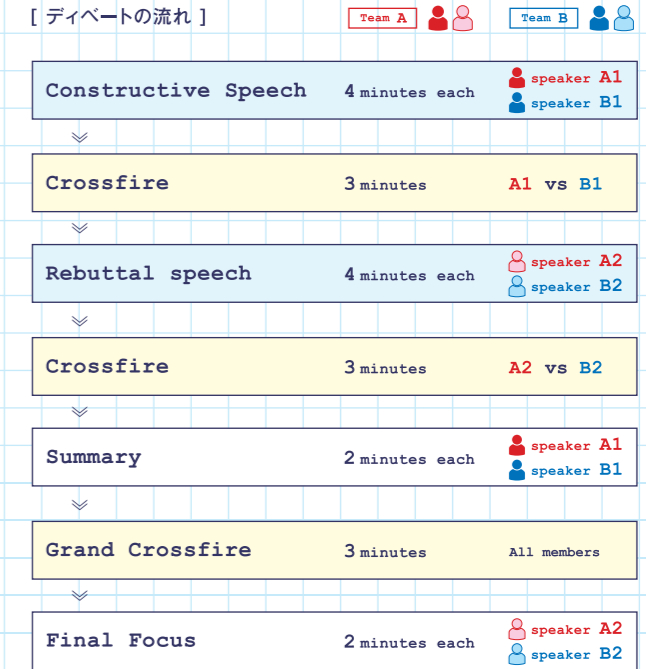 [ ディベートの流れ ] Team A Team B
Constructive Speech 4 minutes each speaker A1
speaker B1
Crossfire 3 minutes A1 vs B1
Rebuttal speech 4 minutes each speaker A2
speaker B2
Crossfire 3 minutes A2 vs B2
Summary 2 minutes each speaker A1
speaker B1
Grand Crossfire 3 minutes All members
Final Focus 2 minutes each speaker A2
speaker B2